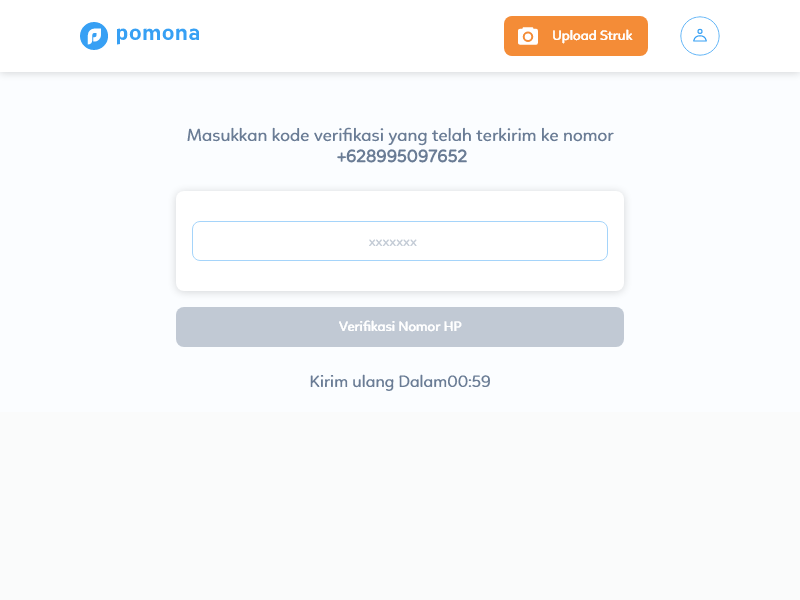 pomona
Upload Struk
Masukkan kode verifikasi yang telah terkirim ke nomor
+628995097652
xxxxxxx
Verifikasi Nomor HP
Kirim ulang Dalam00:59